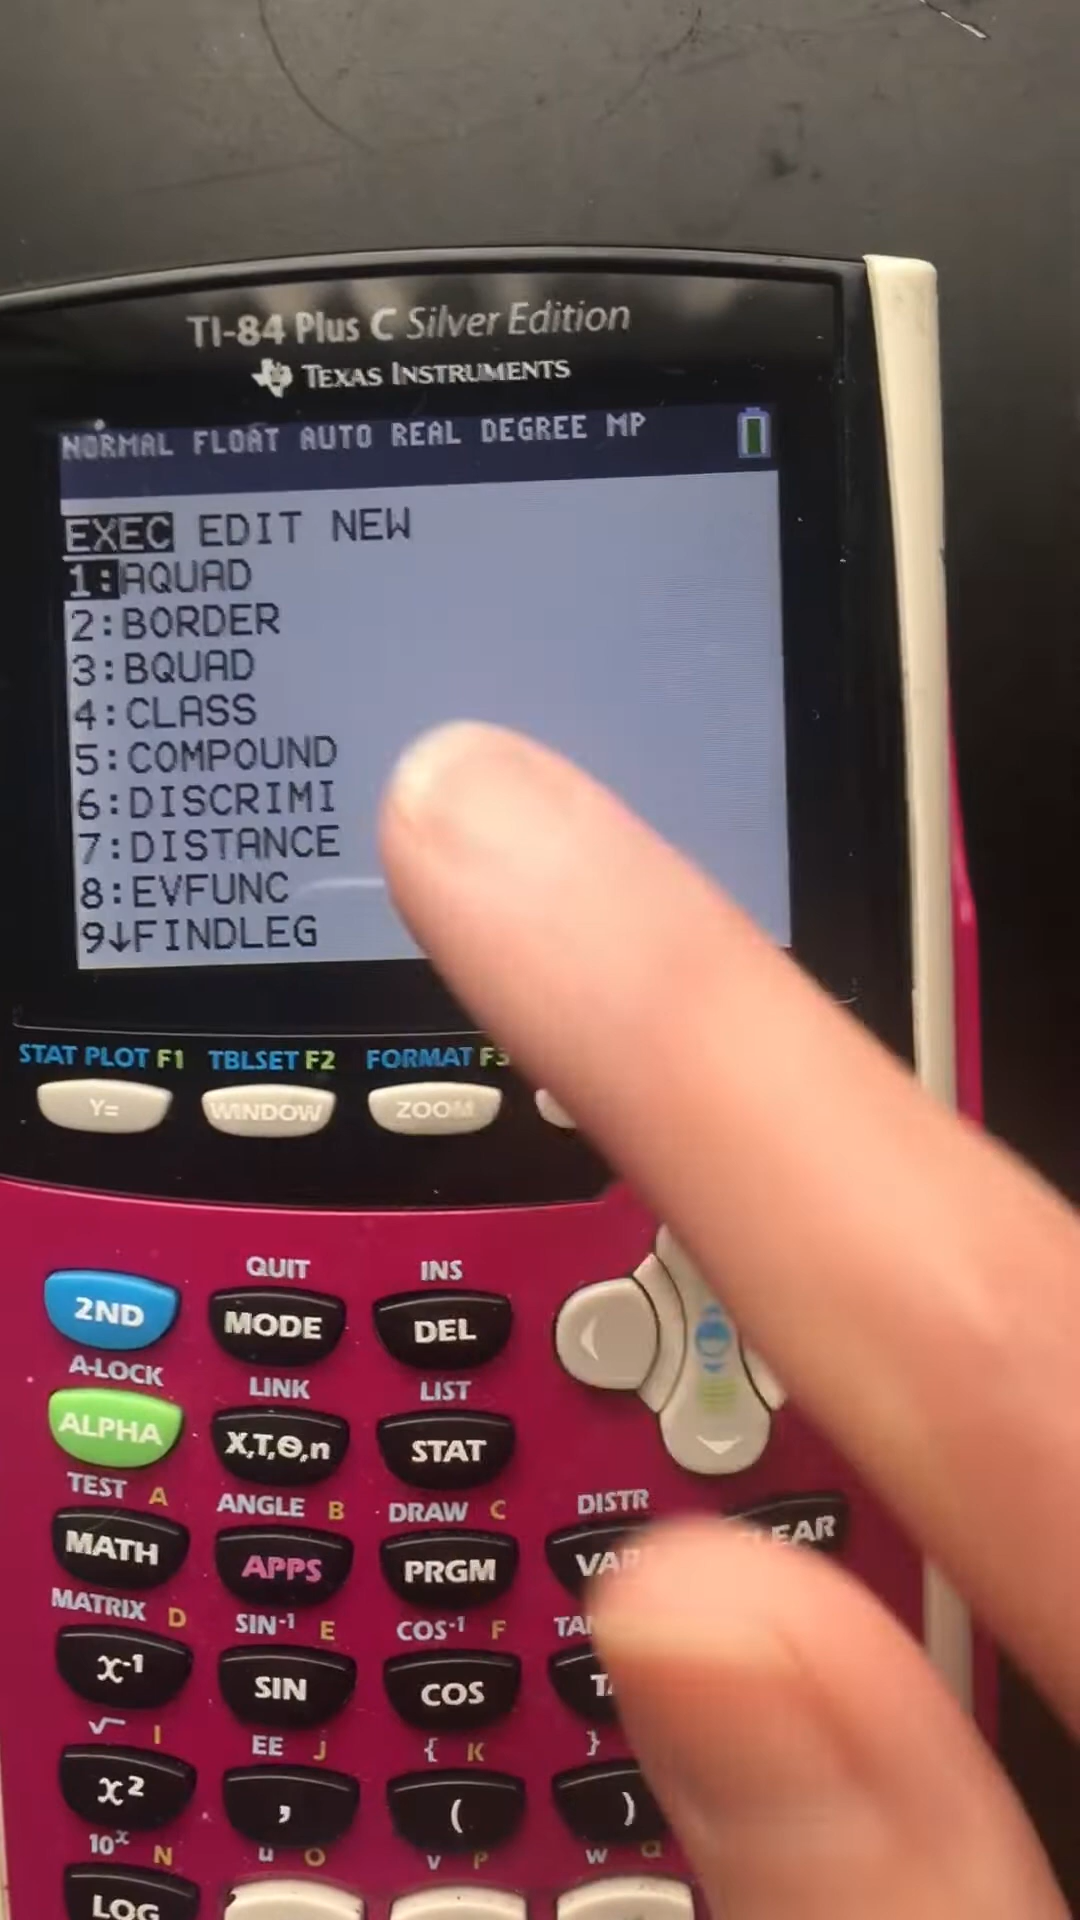 TI-84 Plus C Silver Edition
TEXAS INSTRUMENTS
NORMAL FLOAT AUTO REAL DEGREE MP
EXEC EDIT NEW
1:AQUAD
2:BORDER
3:BQUAD
4:CLASS
5:COMPOUND
6:DISCRIMI
7:DISTANCE
8:EVFUNC
9↓FINDLEG
STAT PLOT F1 TBLSET F2 FORMAT F3
Y= WINDOW ZOOM
QUIT INS
2ND MODE DEL
A-LOCK LINK LIST
ALPHA X,T,Θ,n STAT
TEST A ANGLE B DRAW C DISTR
MATH APPS PRGM
MATRIX D SIN-1 E COS-1 F
x-1 SIN COS
√ I EE J { K }
x2 , ( )
10x N u O v P w Q
LOG